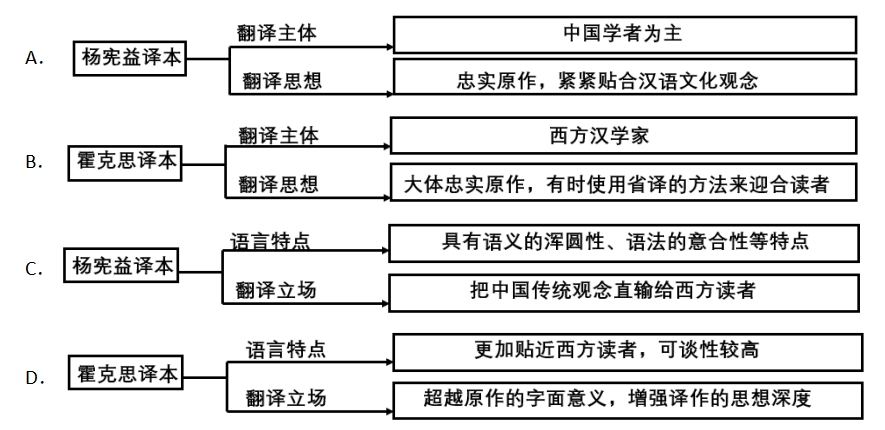 翻译主体
中国学者为主
A.
杨宪益译本
翻译思想
忠实原作，紧紧贴合汉语文化观念
翻译主体
西方汉学家
B.
霍克思译本
翻译思想
大体忠实原作，有时使用省译的方法来迎合读者
语言特点
具有语义的浑圆性、语法的意合性等特点
C.
杨宪益译本
翻译立场
把中国传统观念直输给西方读者
语言特点
更加贴近西方读者，可谈性较高
D.
霍克思译本
翻译立场
超越原作的字面意义，增强译作的思想深度